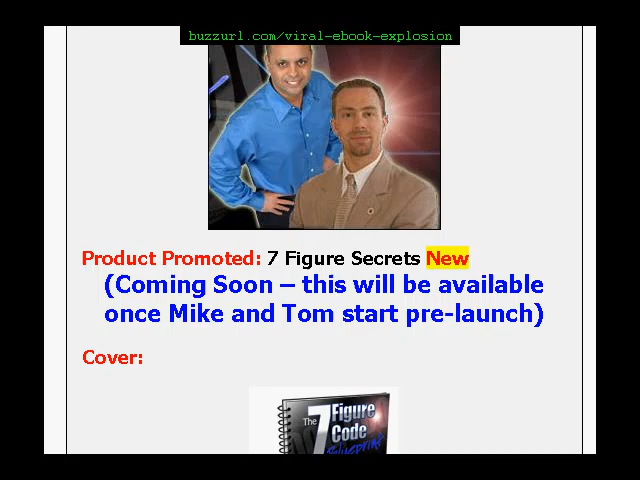 buzzurl.com/viral-ebook-explosion
Product Promoted: 7 Figure Secrets New
(Coming Soon – this will be available
once Mike and Tom start pre-launch)
Cover:
The 7 Figure
Code
Blueprint